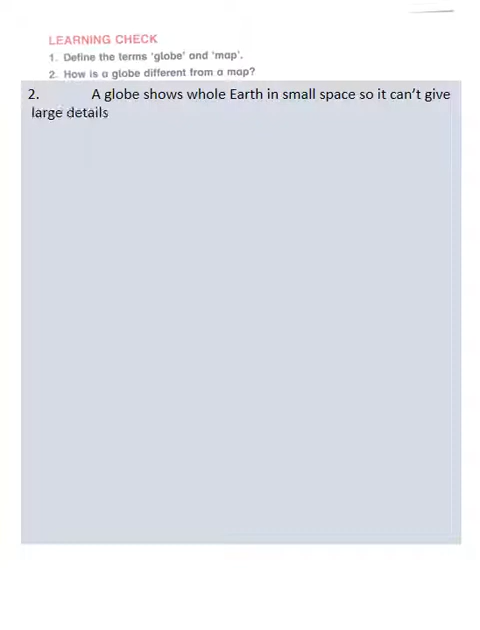 LEARNING CHECK
1. Define the terms 'globe' and 'map'.
2. How is a globe different from a map?
2. A globe shows whole Earth in small space so it can't give
large details